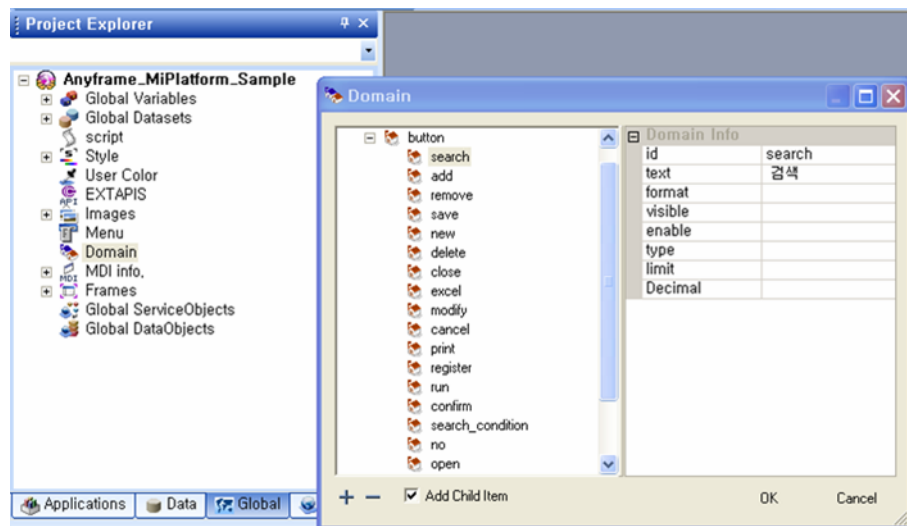 Project Explorer
Anyframe_MiPlatform_Sample
Global Variables
Global Datasets
script
Style
User Color
EXTAPIS
Images
Menu
Domain
MDI info,
Frames
Global ServiceObjects
Global DataObjects
Applications
Data
Global
Domain
button
search
add
remove
save
new
delete
close
excel
modify
cancel
print
register
run
confirm
search_condition
no
open
Domain Info
id search
text 검색
format
visible
enable
type
limit
Decimal
Add Child Item
OK
Cancel